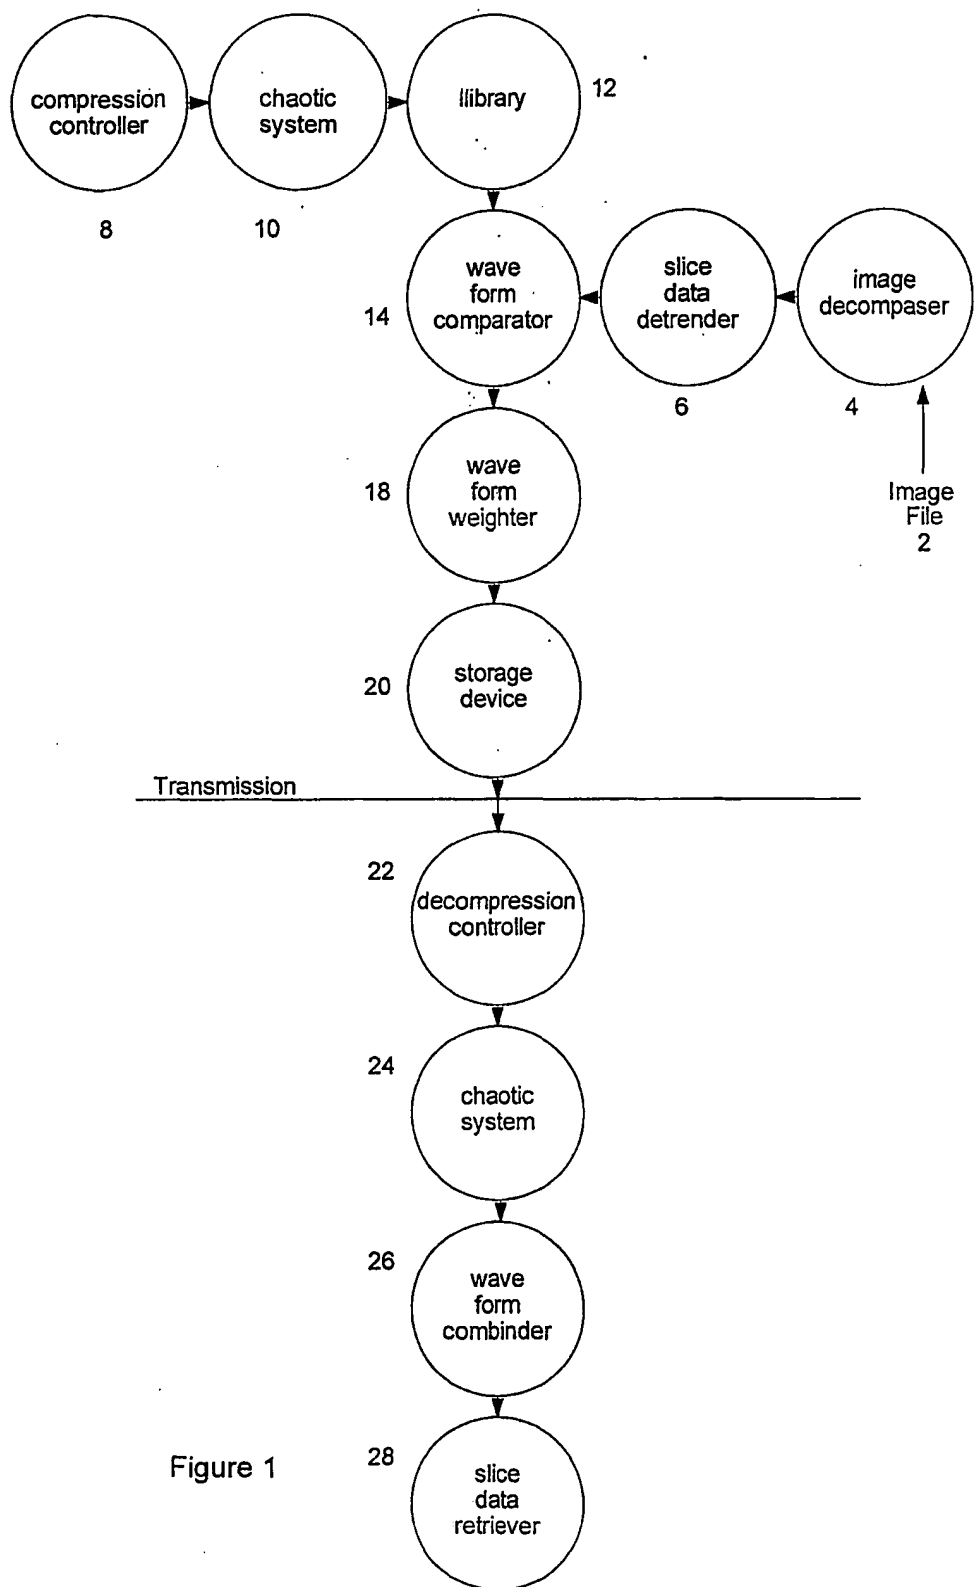 compression
controller
8
chaotic
system
10
llibrary
12
wave
form
comparator
14
slice
data
detrender
6
image
decompaser
4
Image
File
2
wave
form
weighter
18
storage
device
20
Transmission
22
decompression
controller
24
chaotic
system
26
wave
form
combinder
28
slice
data
retriever
Figure 1